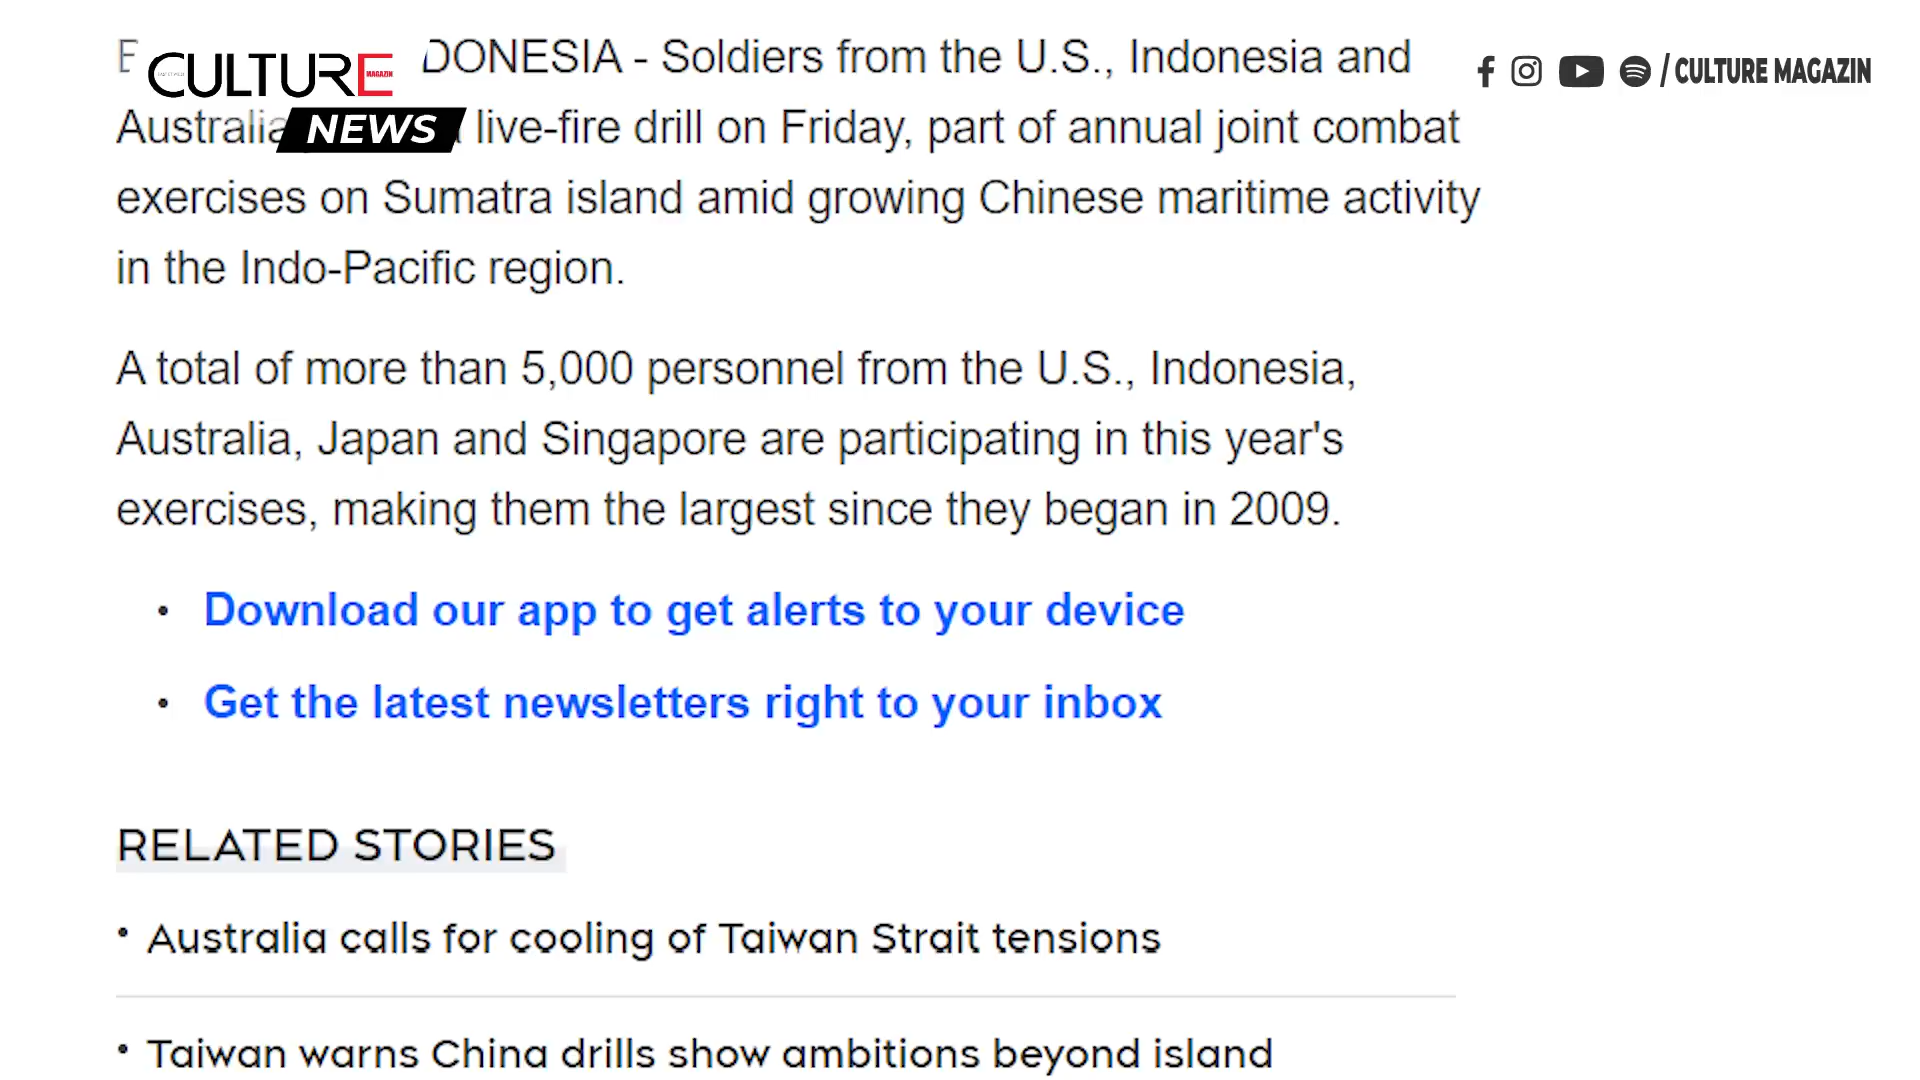 CULTURE
MAGAZIN
NEWS
/ CULTURE MAGAZIN
DONESIA - Soldiers from the U.S., Indonesia and
Australia live-fire drill on Friday, part of annual joint combat
exercises on Sumatra island amid growing Chinese maritime activity
in the Indo-Pacific region.
A total of more than 5,000 personnel from the U.S., Indonesia,
Australia, Japan and Singapore are participating in this year's
exercises, making them the largest since they began in 2009.
• Download our app to get alerts to your device
• Get the latest newsletters right to your inbox
RELATED STORIES
• Australia calls for cooling of Taiwan Strait tensions
• Taiwan warns China drills show ambitions beyond island